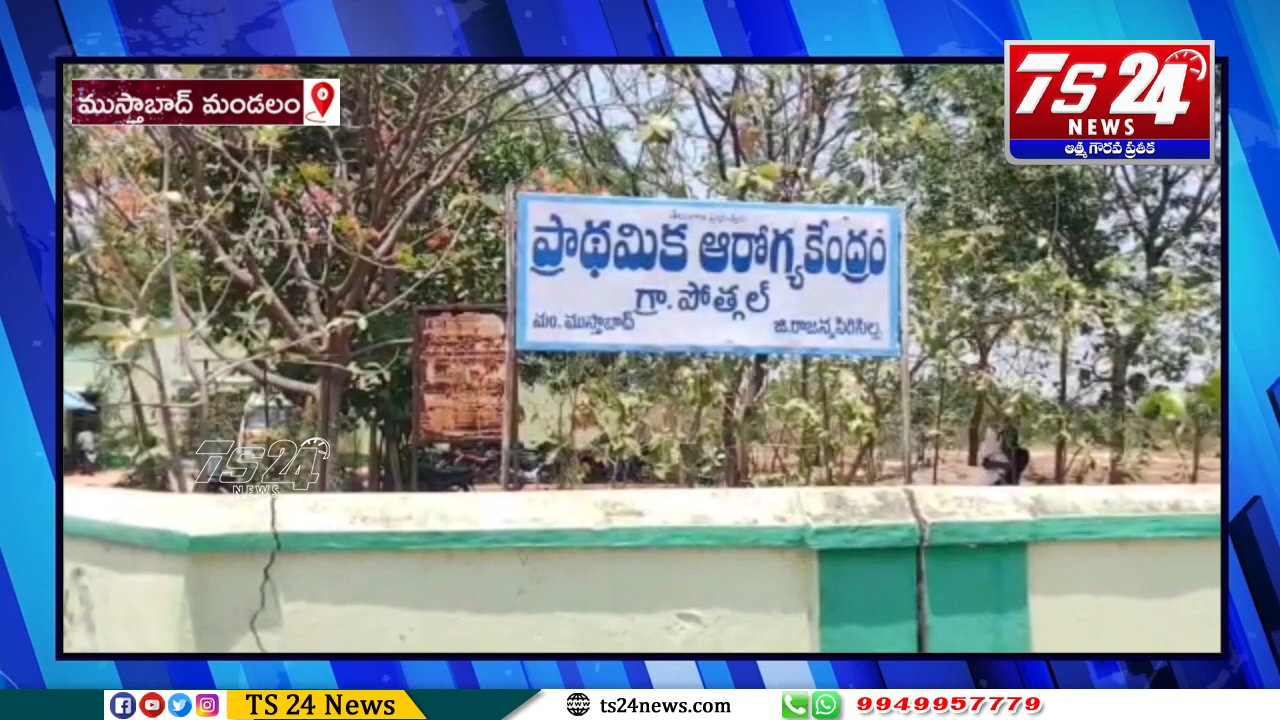 ముస్తాబాద్ మండలం
TS 24
NEWS
ఆత్మ గౌరవ ప్రతీక
తెలంగాణ ప్రభుత్వం
ప్రాథమిక ఆరోగ్యకేంద్రం
గ్రా. పోత్గల్
మం. ముస్తాబాద్ జి.రాజన్నసిరిసిల్ల
TS 24
NEWS
TS 24 News
ts24news.com
9949957779